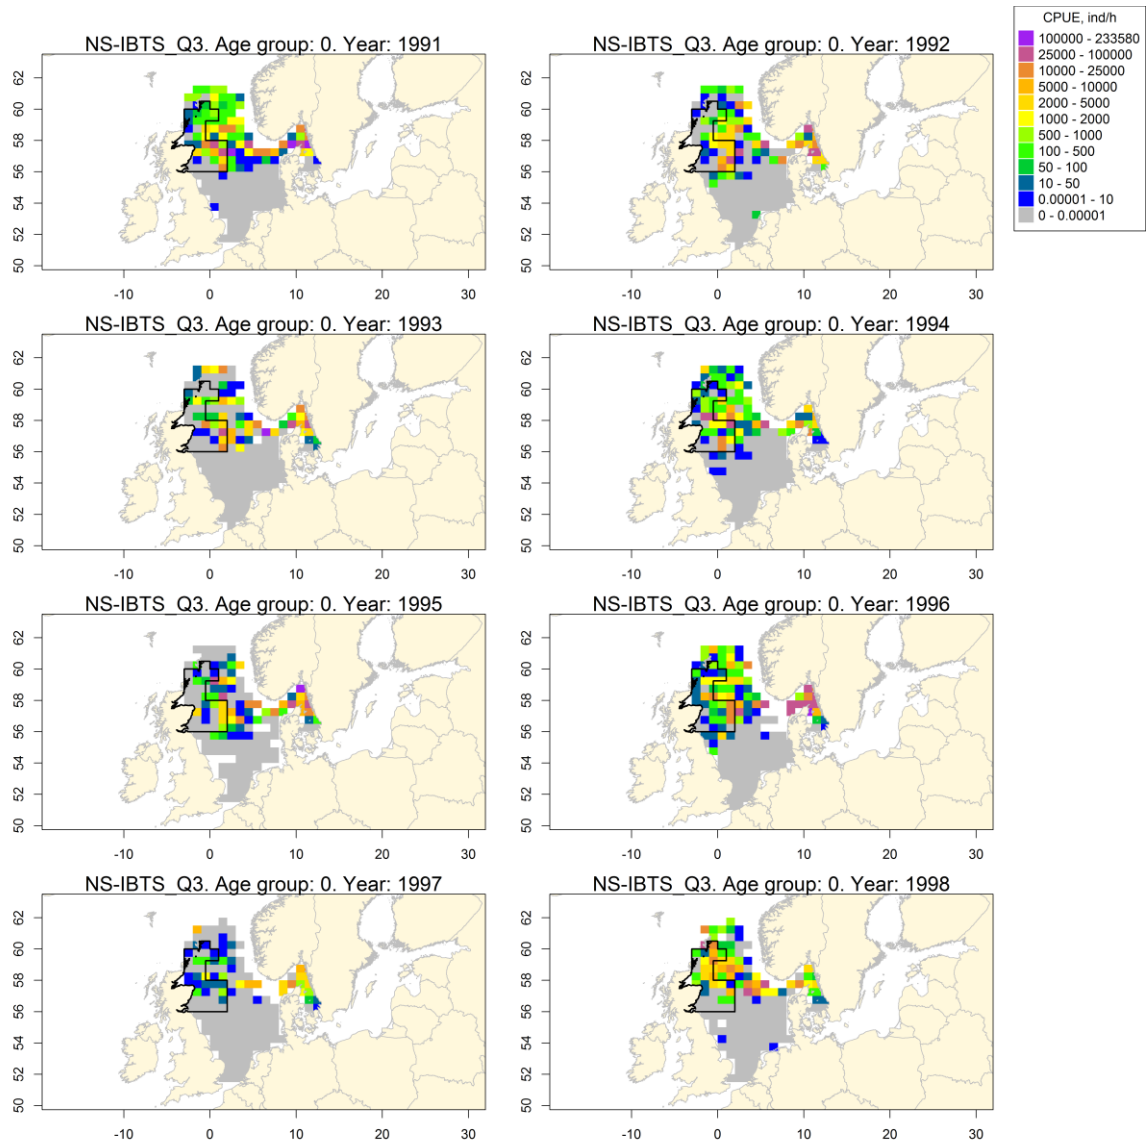 NS-IBTS_Q3. Age group: 0. Year: 1991
62
60
58
56
54
52
50
-10 0 10 20 30
NS-IBTS_Q3. Age group: 0. Year: 1992
62
60
58
56
54
52
50
-10 0 10 20 30
CPUE, ind/h
100000 - 233580
25000 - 100000
10000 - 25000
5000 - 10000
2000 - 5000
1000 - 2000
500 - 1000
100 - 500
50 - 100
10 - 50
0.00001 - 10
0 - 0.00001
NS-IBTS_Q3. Age group: 0. Year: 1993
62
60
58
56
54
52
50
-10 0 10 20 30
NS-IBTS_Q3. Age group: 0. Year: 1994
62
60
58
56
54
52
50
-10 0 10 20 30
NS-IBTS_Q3. Age group: 0. Year: 1995
62
60
58
56
54
52
50
-10 0 10 20 30
NS-IBTS_Q3. Age group: 0. Year: 1996
62
60
58
56
54
52
50
-10 0 10 20 30
NS-IBTS_Q3. Age group: 0. Year: 1997
62
60
58
56
54
52
50
-10 0 10 20 30
NS-IBTS_Q3. Age group: 0. Year: 1998
62
60
58
56
54
52
50
-10 0 10 20 30